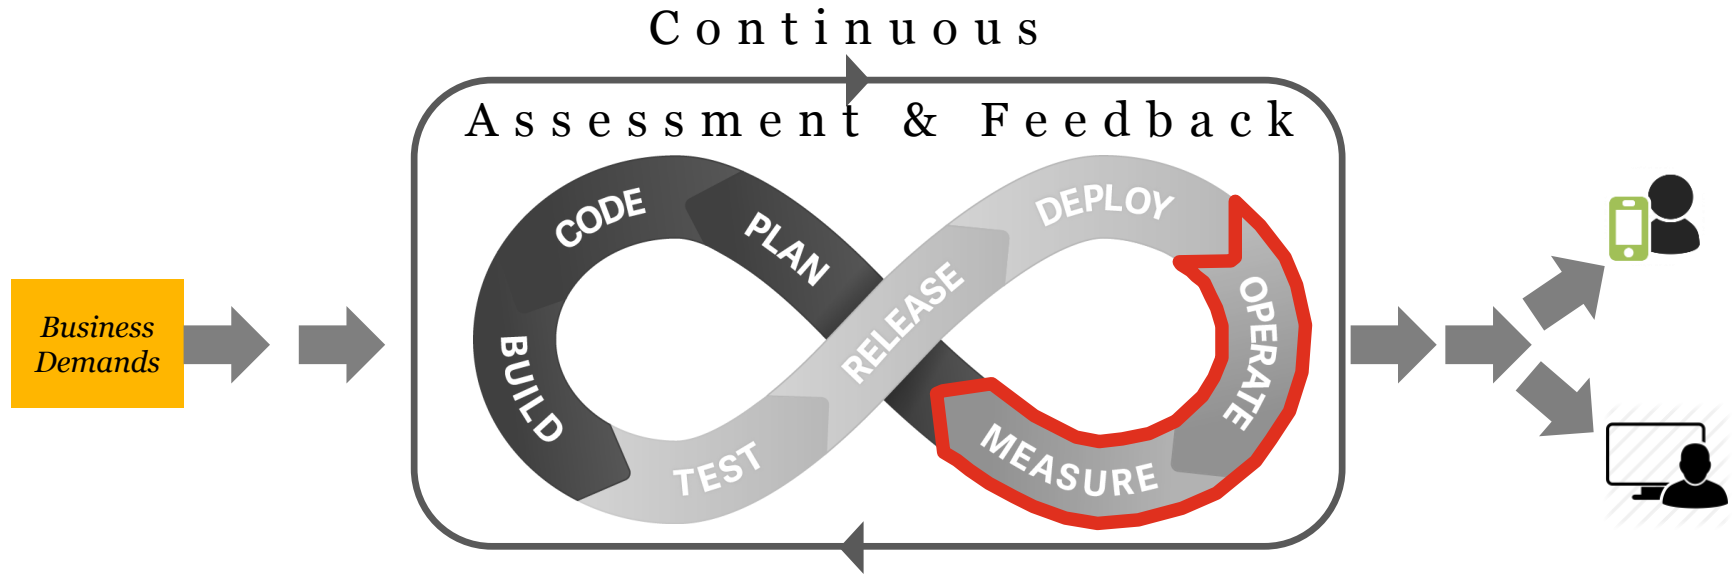 Continuous
Assessment & Feedback
Business
Demands
PLAN
CODE
BUILD
TEST
RELEASE
DEPLOY
OPERATE
MEASURE